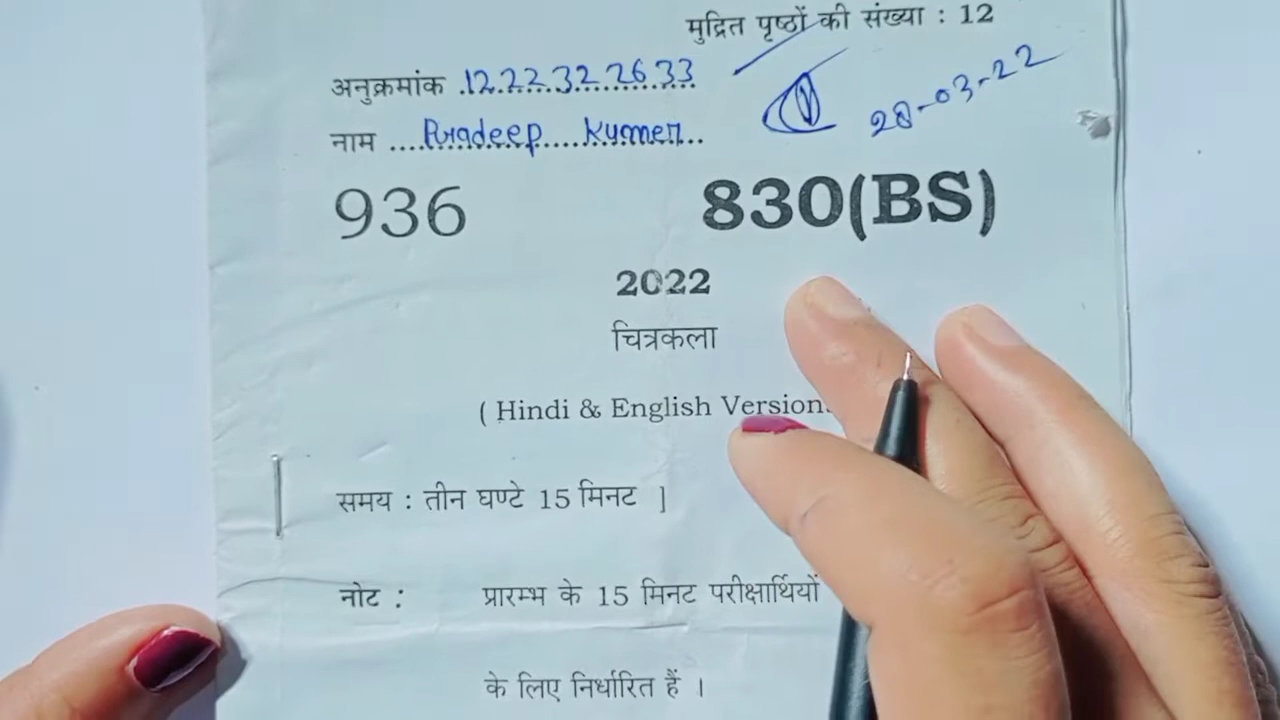 मुद्रित पृष्ठों की संख्या : 12
अनुक्रमांक 1222322633
नाम Pradeep Kumar
28-03-22
936 830(BS)
2022
चित्रकला
( Hindi & English Version
समय : तीन घण्टे 15 मिनट ]
नोट : प्रारम्भ के 15 मिनट परीक्षार्थियों
के लिए निर्धारित हैं ।